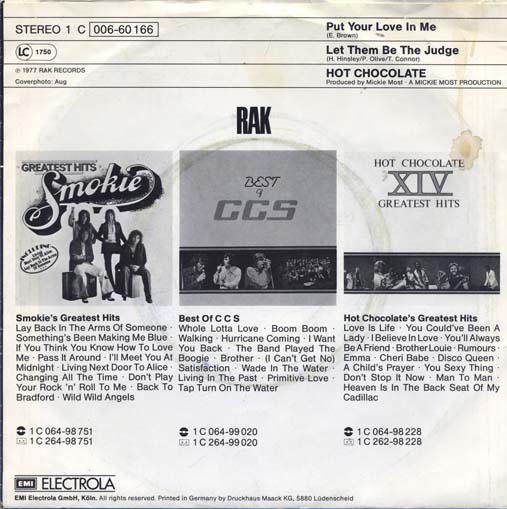 STEREO 1 C 006-60 166
LC 1750
℗ 1977 RAK RECORDS
Coverphoto: Aug
Put Your Love In Me
(E. Brown)
Let Them Be The Judge
(H. Hinsley/P. Olive/T. Connor)
HOT CHOCOLATE
Produced by Mickie Most · A MICKIE MOST PRODUCTION
RAK
GREATEST HITS
Smokie
BEST
of
CCS
HOT CHOCOLATE
XIV
GREATEST HITS
Smokie's Greatest Hits
Lay Back In The Arms Of Someone ·
Something's Been Making Me Blue ·
If You Think You Know How To Love
Me · Pass It Around · I'll Meet You At
Midnight · Living Next Door To Alice ·
Changing All The Time · Don't Play
Your Rock 'n' Roll To Me · Back To
Bradford · Wild Wild Angels
1 C 064-98 751
1 C 264-98 751
Best Of C C S
Whole Lotta Love · Boom Boom ·
Walking · Hurricane Coming · I Want
You Back · The Band Played The
Boogie · Brother · (I Can't Get No)
Satisfaction · Wade In The Water ·
Living In The Past · Primitive Love ·
Tap Turn On The Water
1 C 064-99 020
1 C 264-99 020
Hot Chocolate's Greatest Hits
Love Is Life · You Could've Been A
Lady · I Believe In Love · You'll Always
Be A Friend · Brother Louie · Rumours ·
Emma · Cheri Babe · Disco Queen ·
A Child's Prayer · You Sexy Thing ·
Don't Stop It Now · Man To Man ·
Heaven Is In The Back Seat Of My
Cadillac
1 C 064-98 228
1 C 262-98 228
EMI ELECTROLA
EMI Electrola GmbH, Köln. All rights reserved. Printed in Germany by Druckhaus Maack KG, 5880 Lüdenscheid